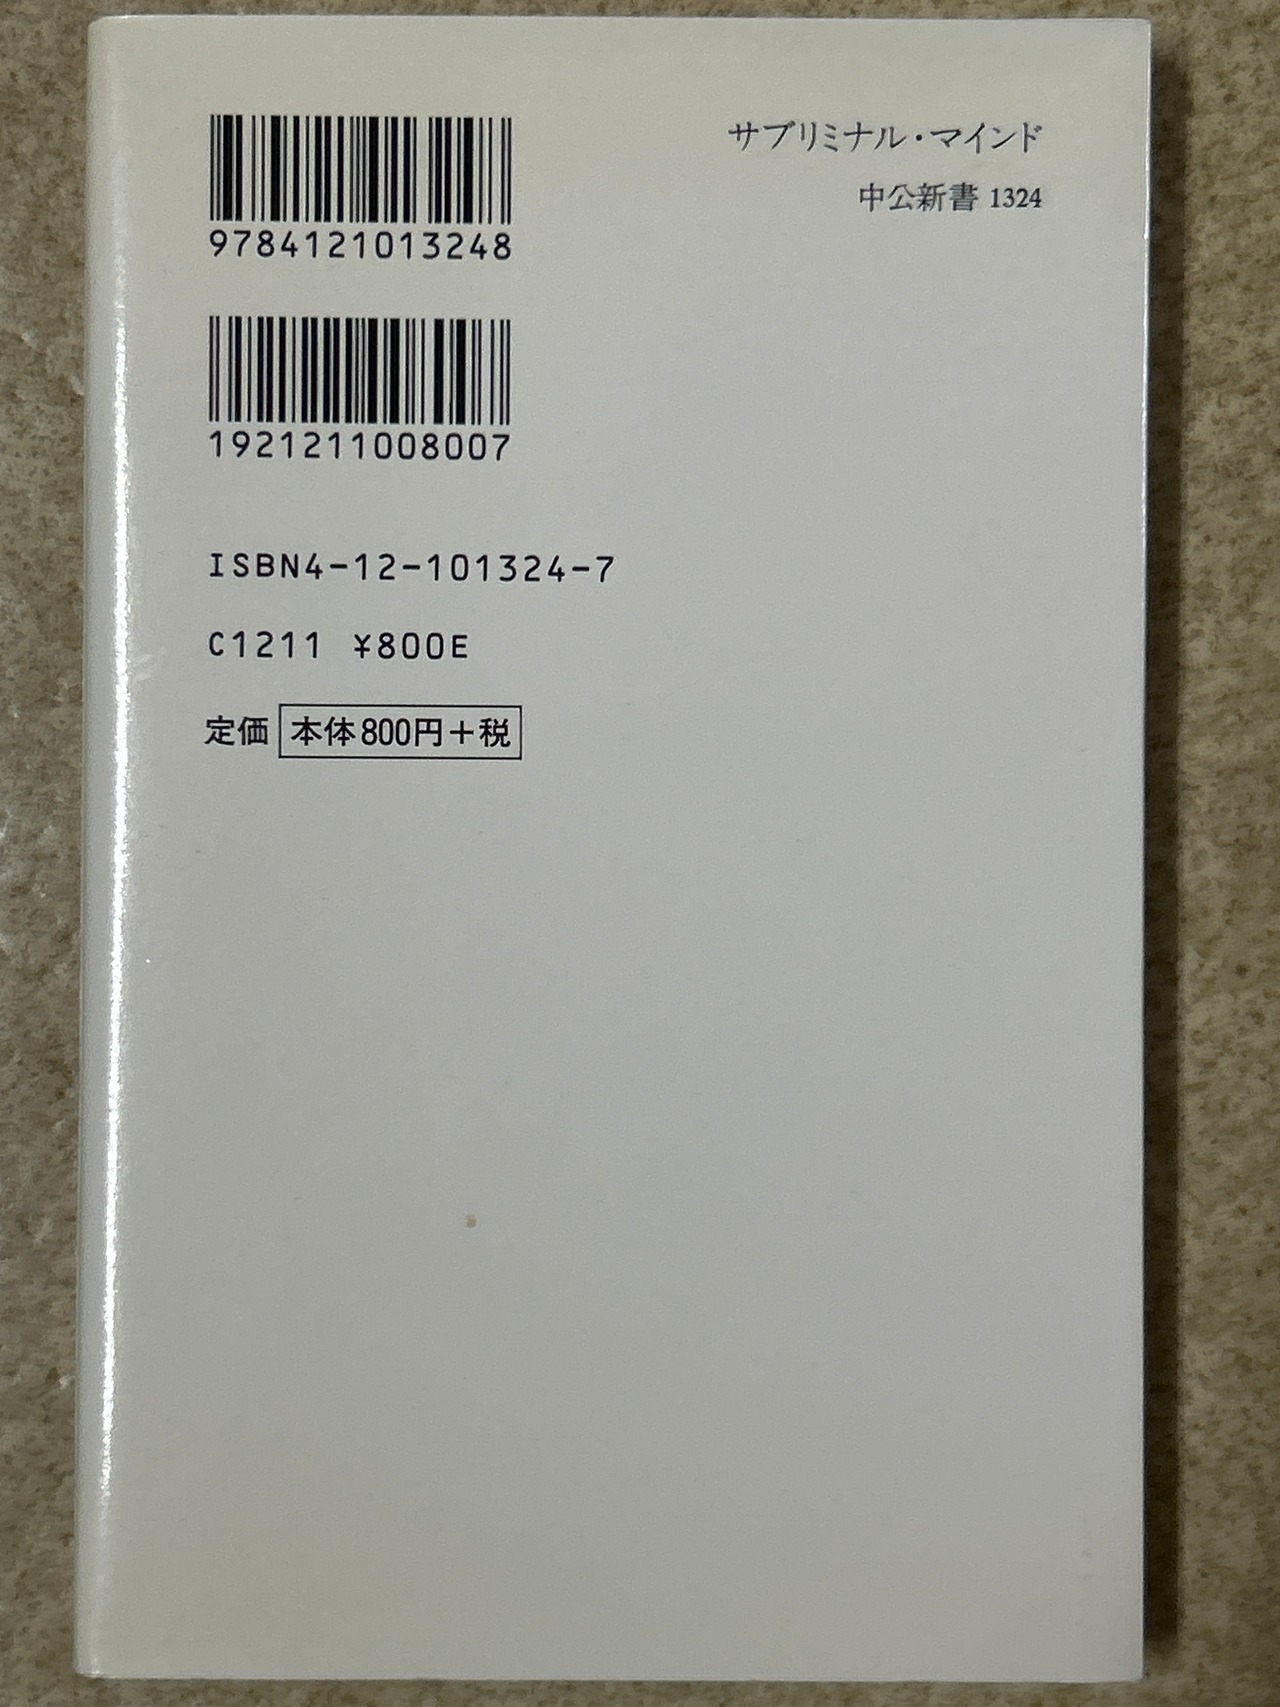 サブリミナル・マインド
中公新書 1324
9784121013248
1921211008007
ISBN4-12-101324-7
C1211 ¥800E
定価 本体800円+税